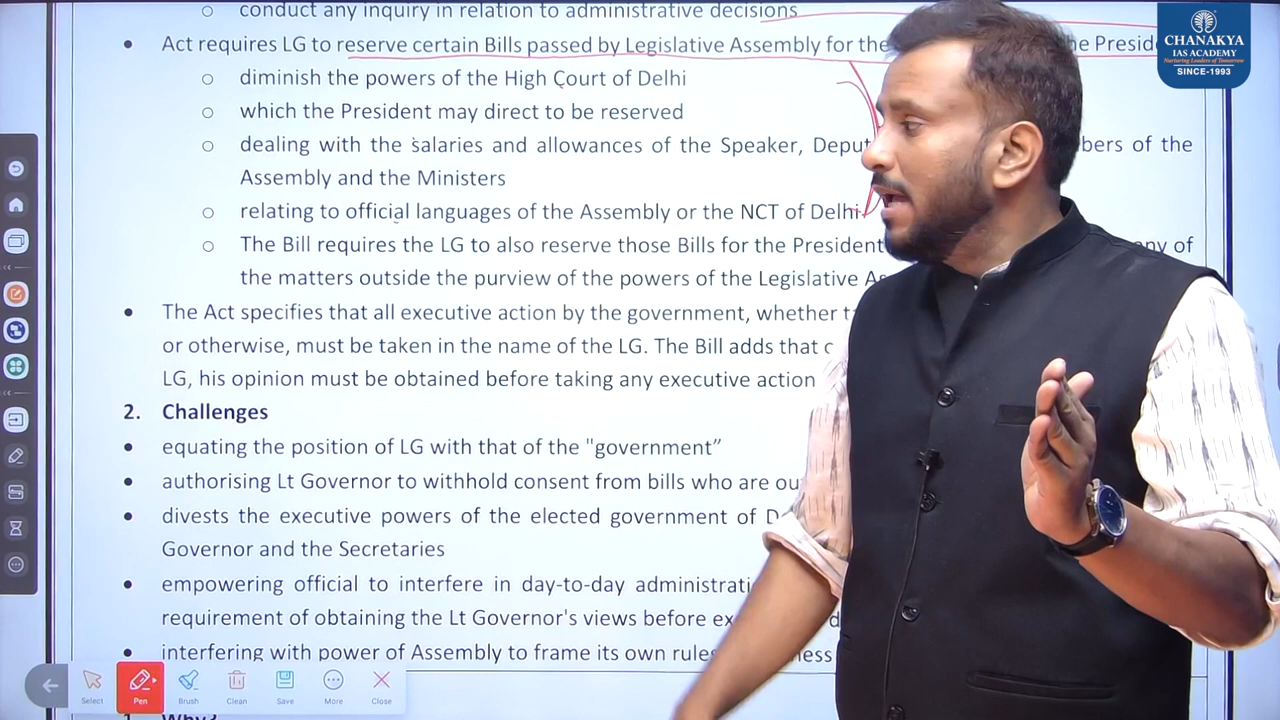 conduct any inquiry in relation to administrative decisions
Act requires LG to reserve certain Bills passed by Legislative Assembly for the
diminish the powers of the High Court of Delhi
which the President may direct to be reserved
dealing with the salaries and allowances of the Speaker, of the
Assembly and the Ministers
relating to official languages of the Assembly or the NCT of Delhi
The Bill requires the LG to also reserve those Bills for the President of
the matters outside the purview of the powers of the Legislative
The Act specifies that all executive action by the government, whether
or otherwise, must be taken in the name of the LG. The Bill adds that
LG, his opinion must be obtained before taking any executive action
2. Challenges
equating the position of LG with that of the "government”
authorising Lt Governor to withhold consent from bills who are
divests the executive powers of the elected government of
Governor and the Secretaries
empowering official to interfere in day-to-day
requirement of obtaining the Lt Governor's views before
interfering with power of Assembly to frame its own
1. Why?
Select Pen Brush Clean Save More Close
CHANAKYA
IAS ACADEMY
Nurturing Leaders of Tomorrow
SINCE-1993